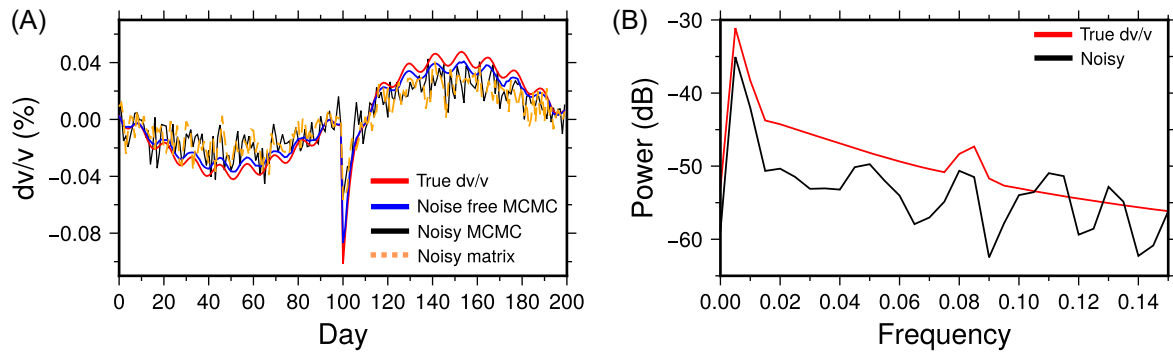 (A)
dv/v (%)
0.04
0.00
−0.04
−0.08
True dv/v
Noise free MCMC
Noisy MCMC
Noisy matrix
0 20 40 60 80 100 120 140 160 180 200
Day
(B)
Power (dB)
−30
−40
−50
−60
True dv/v
Noisy
0.00 0.02 0.04 0.06 0.08 0.10 0.12 0.14
Frequency